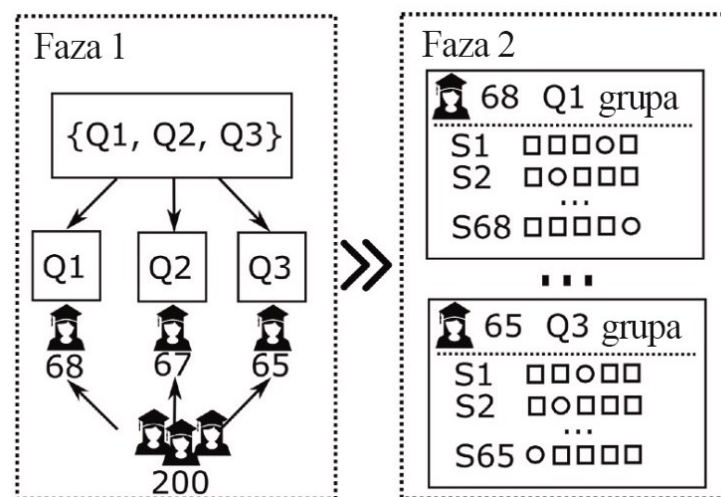 Faza 1
{Q1, Q2, Q3}
Q1 Q2 Q3
68 67 65
200
Faza 2
68 Q1 grupa
S1
S2
...
S68
...
65 Q3 grupa
S1
S2
...
S65